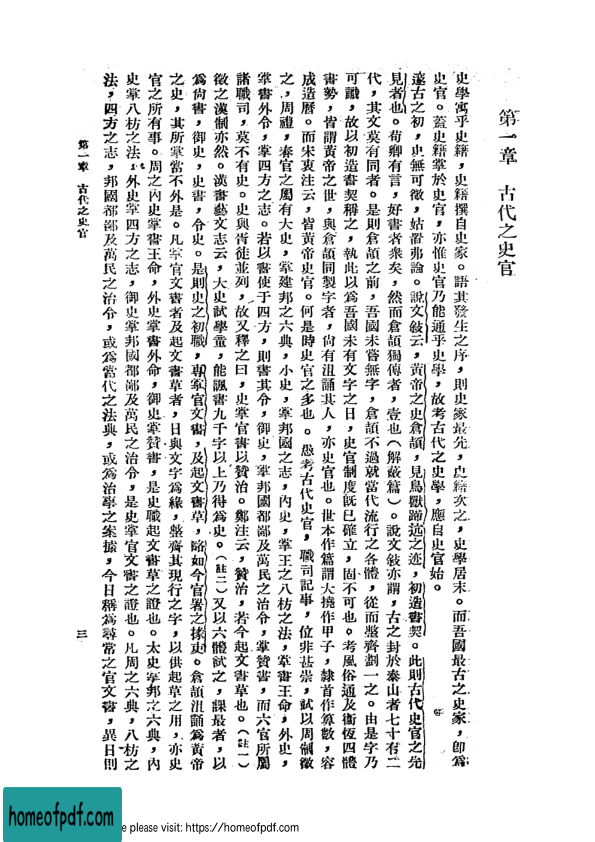 第一章　古代之史官
史學寓乎史籍，史籍撰自史家。語其發生之序，則史家最先，史籍次之，史學居末。而吾國最古之史家，卽爲
史官。蓋史籍掌於史官，亦惟史官乃能通乎史學，故考古代之史學，應自史官始。
邃古之初，史無可徵，姑置弗論。說文敍云，黃帝之史倉頡，見鳥獸蹄迒之迹，初造書契。此則古代史官之先
見者也。荀卿有言，好書者衆矣，然而倉頡獨傳者，壹也（解蔽篇）。說文敍亦謂，古之封於泰山者七十有二
代，其文莫有同者。是則倉頡之前，吾國未嘗無字，倉頡不過就當代流行之各體，從而整齊劃一之。由是字乃
可識，故以初造書契稱之，執此以爲吾國未有文字之日，史官制度旣已確立，固不可也。考風俗通及衞恆四體
書勢，皆謂黃帝之世，與倉頡同製字者，尙有沮誦其人，亦史官也。世本作篇謂大撓作甲子，隸首作算數，容
成造曆。而宋衷注云，皆黃帝史官。何是時史官之多也。愚考古代史官，職司記事，位非甚崇，試以周制徵
之，周禮，春官之屬有大史，掌建邦之六典，小史，掌邦國之志，內史，掌王之八枋之法，掌書王命，外史，
掌書外令，掌四方之志。若以書使于四方，則書其令，御史，掌邦國都鄙及萬民之治令，掌贊書，而六官所屬
諸職司，莫不有史。史與胥徒並列，故又釋之曰，史掌官書以贊治。鄭注云，贊治，若今起文書草也。（註一）
徵之漢制亦然。漢書藝文志云，大史試學童，能諷書九千字以上乃得爲史。（註二）又以六體試之，課最者，以
爲尙書，御史，史書，令史。是則史之初職，專掌官文書，及起文書草，略如今官署之掾吏。倉頡沮誦爲黃帝
之史，其所掌當不外是。凡掌官文書者及起文書草者，日與文字爲緣，整齊其現行之字，以供起草之用，亦史
官之所有事。周之內史掌書王命，外史掌書外命，御史掌贊書，是史職起文書草之證也。太史掌邦之六典，內
史掌八枋之法，外史掌四方之志，御史掌邦國都鄙及萬民之治令，是史掌官文書之證也。凡周之六典，八枋之
法，四方之志，邦國都鄙及萬民之治令，或爲當代之法典，或爲治擧之案據，今日稱爲尋常之官文書，異日則
第一章　古代之史官
三
homeofpdf.com
e please visit: https://homeofpdf.com